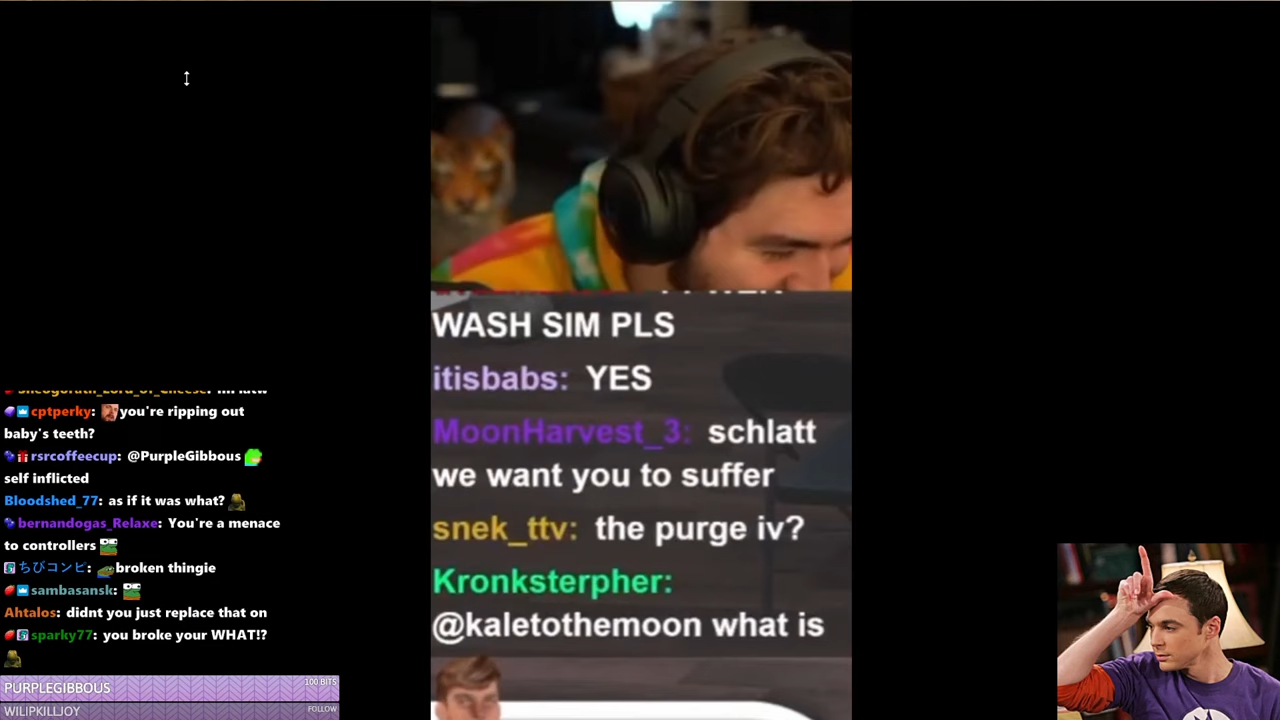 cptperky: you're ripping out
baby's teeth?
rsrcoffeecup: @PurpleGibbous
self inflicted
Bloodshed_77: as if it was what?
bernandogas_Relaxe: You're a menace
to controllers
ちびコンビ: broken thingie
sambasansk:
Ahtalos: didnt you just replace that on
sparky77: you broke your WHAT!?
PURPLEGIBBOUS 100 BITS
WILIPKILLJOY FOLLOW
WASH SIM PLS
itisbabs: YES
MoonHarvest_3: schlatt
we want you to suffer
snek_ttv: the purge iv?
Kronksterpher:
@kaletothemoon what is